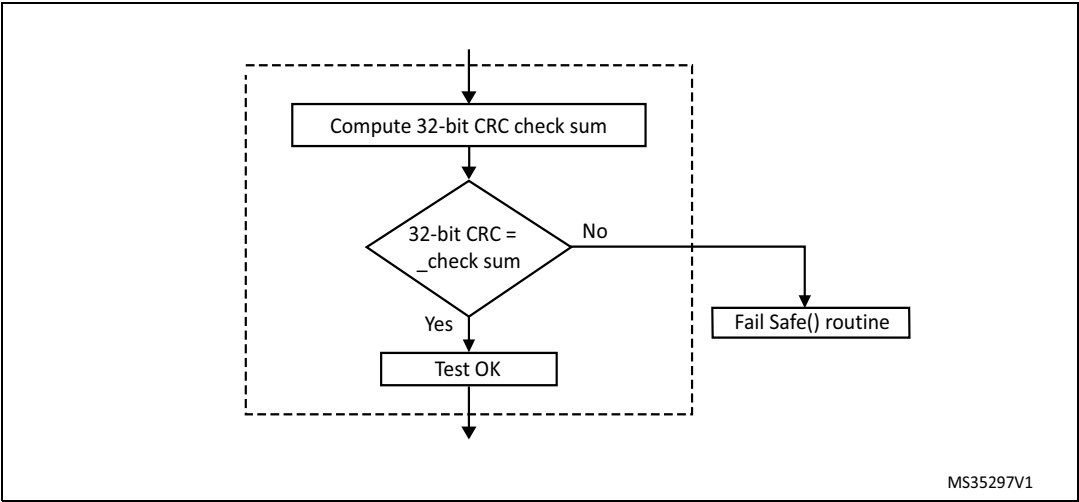 Compute 32-bit CRC check sum
32-bit CRC =
_check sum
No
Yes
Fail Safe() routine
Test OK
MS35297V1